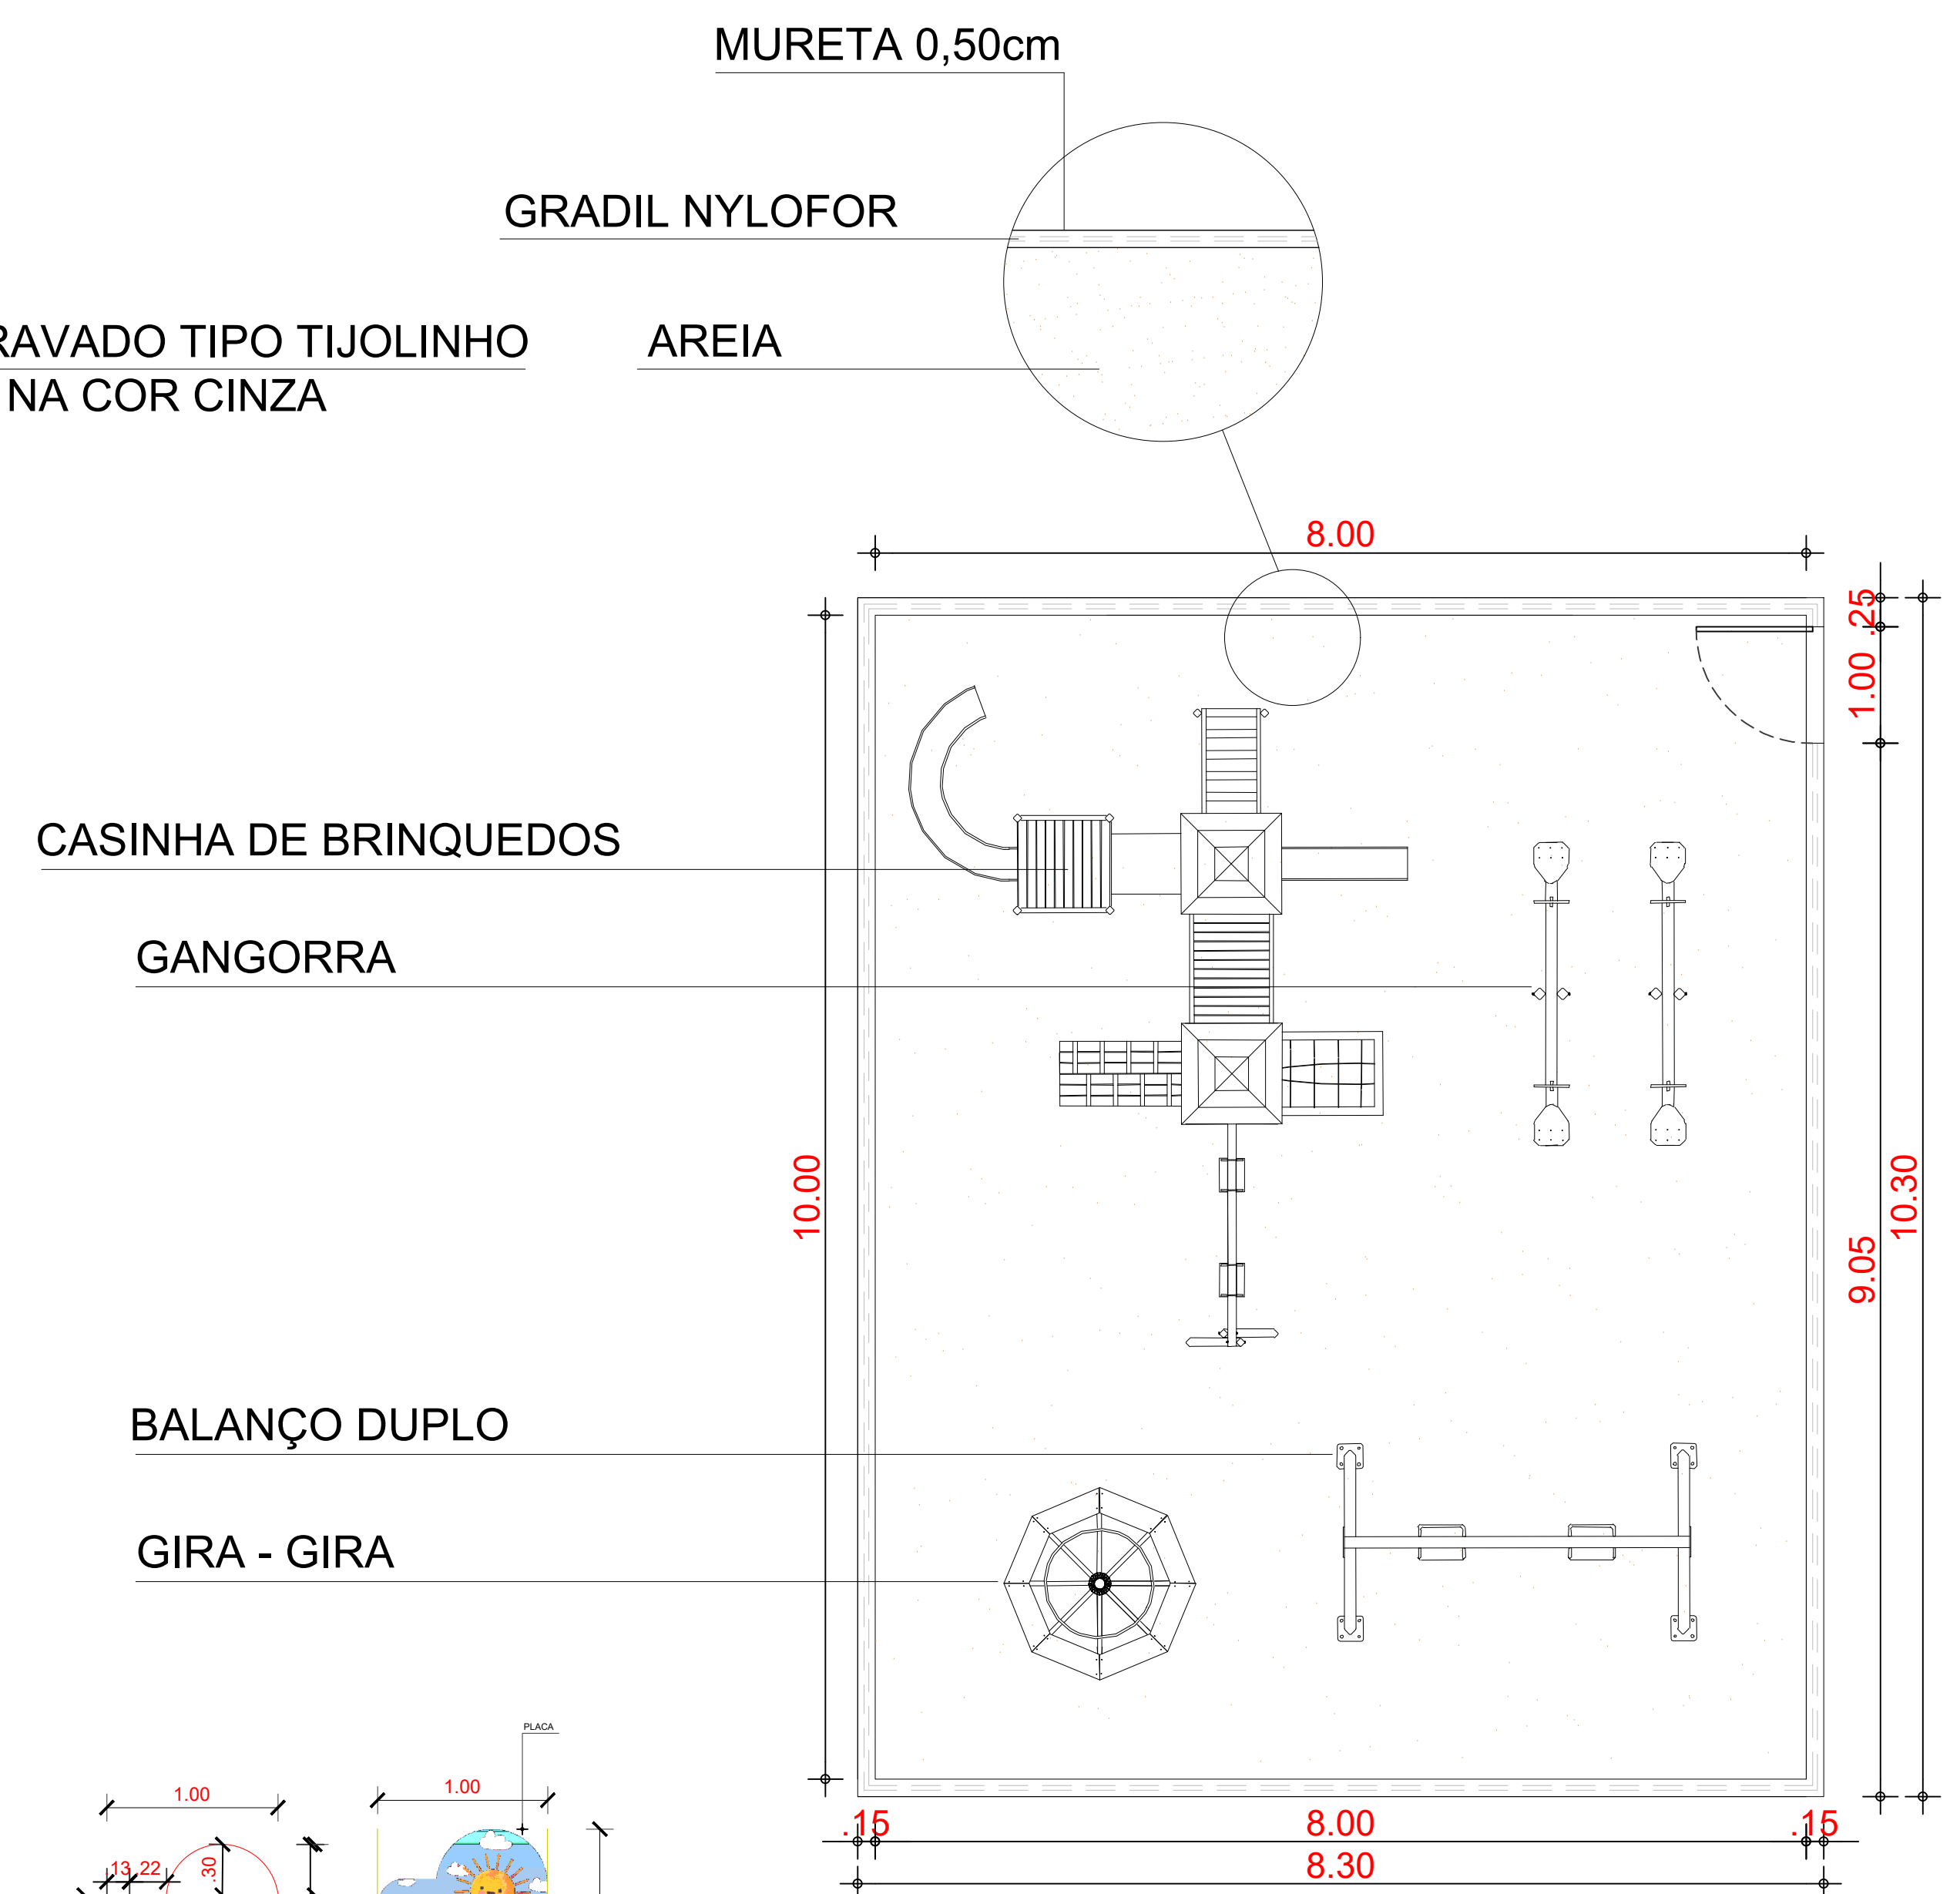 MURETA 0,50cm
GRADIL NYLOFOR
RAVADO TIPO TIJOLINHO
NA COR CINZA
AREIA
8.00
.25
1.00
CASINHA DE BRINQUEDOS
GANGORRA
10.00
10.30
9.05
BALANÇO DUPLO
GIRA - GIRA
PLACA
1.00
1.00
.15
8.00
.15
8.30
.13
.22
.30